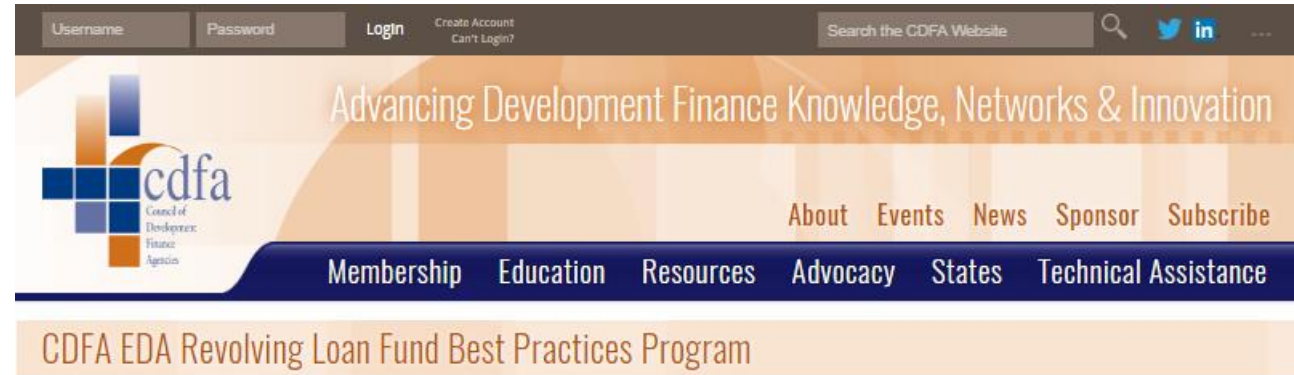 Username Password Login Create Account
Can't Login?
Search the CDFA Website
in ...
Advancing Development Finance Knowledge, Networks & Innovation
cdfa
Council of
Development
Finance
Agencies
About Events News Sponsor Subscribe
Membership Education Resources Advocacy States Technical Assistance
CDFA EDA Revolving Loan Fund Best Practices Program